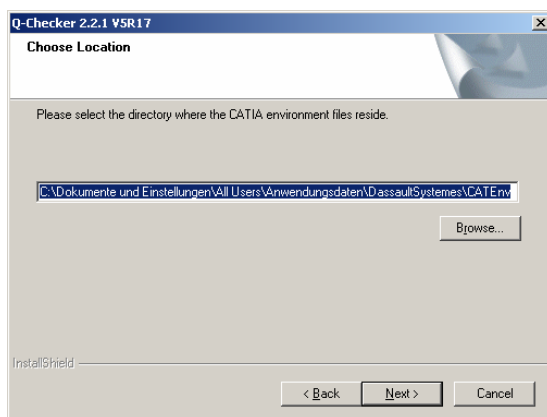 Q-Checker 2.2.1 V5R17
Choose Location
Please select the directory where the CATIA environment files reside.
C:\Dokumente und Einstellungen\All Users\Anwendungsdaten\DassaultSystemes\CATEnv
Browse...
InstallShield
< Back
Next >
Cancel